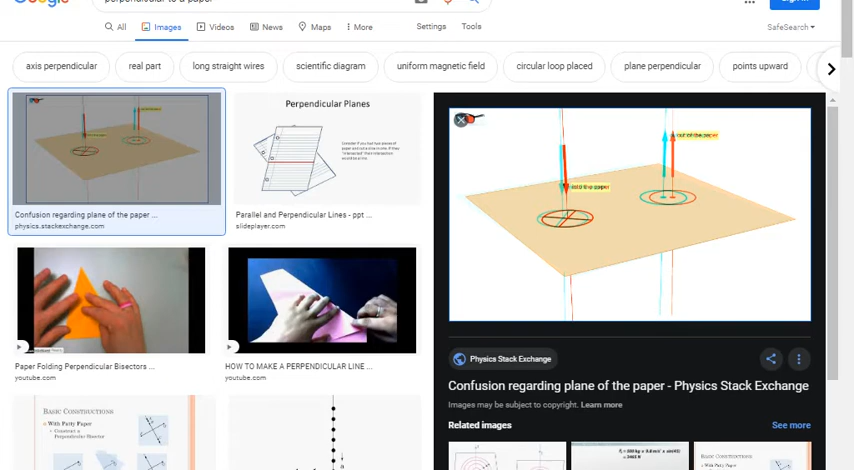 All Images Videos News Maps More Settings Tools
SafeSearch
axis perpendicular real part long straight wires scientific diagram uniform magnetic field circular loop placed plane perpendicular points upward
Perpendicular Planes
Confusion regarding plane of the paper ...
physics.stackexchange.com
Parallel and Perpendicular Lines - ppt ...
slideplayer.com
out of the paper
into the paper
Paper Folding Perpendicular Bisectors ...
youtube.com
HOW TO MAKE A PERPENDICULAR LINE ...
youtube.com
Physics Stack Exchange
Confusion regarding plane of the paper - Physics Stack Exchange
Images may be subject to copyright. Learn more
Related images See more
BASIC CONSTRUCTIONS
With Patty Paper
Construct a
Perpendicular Bisector